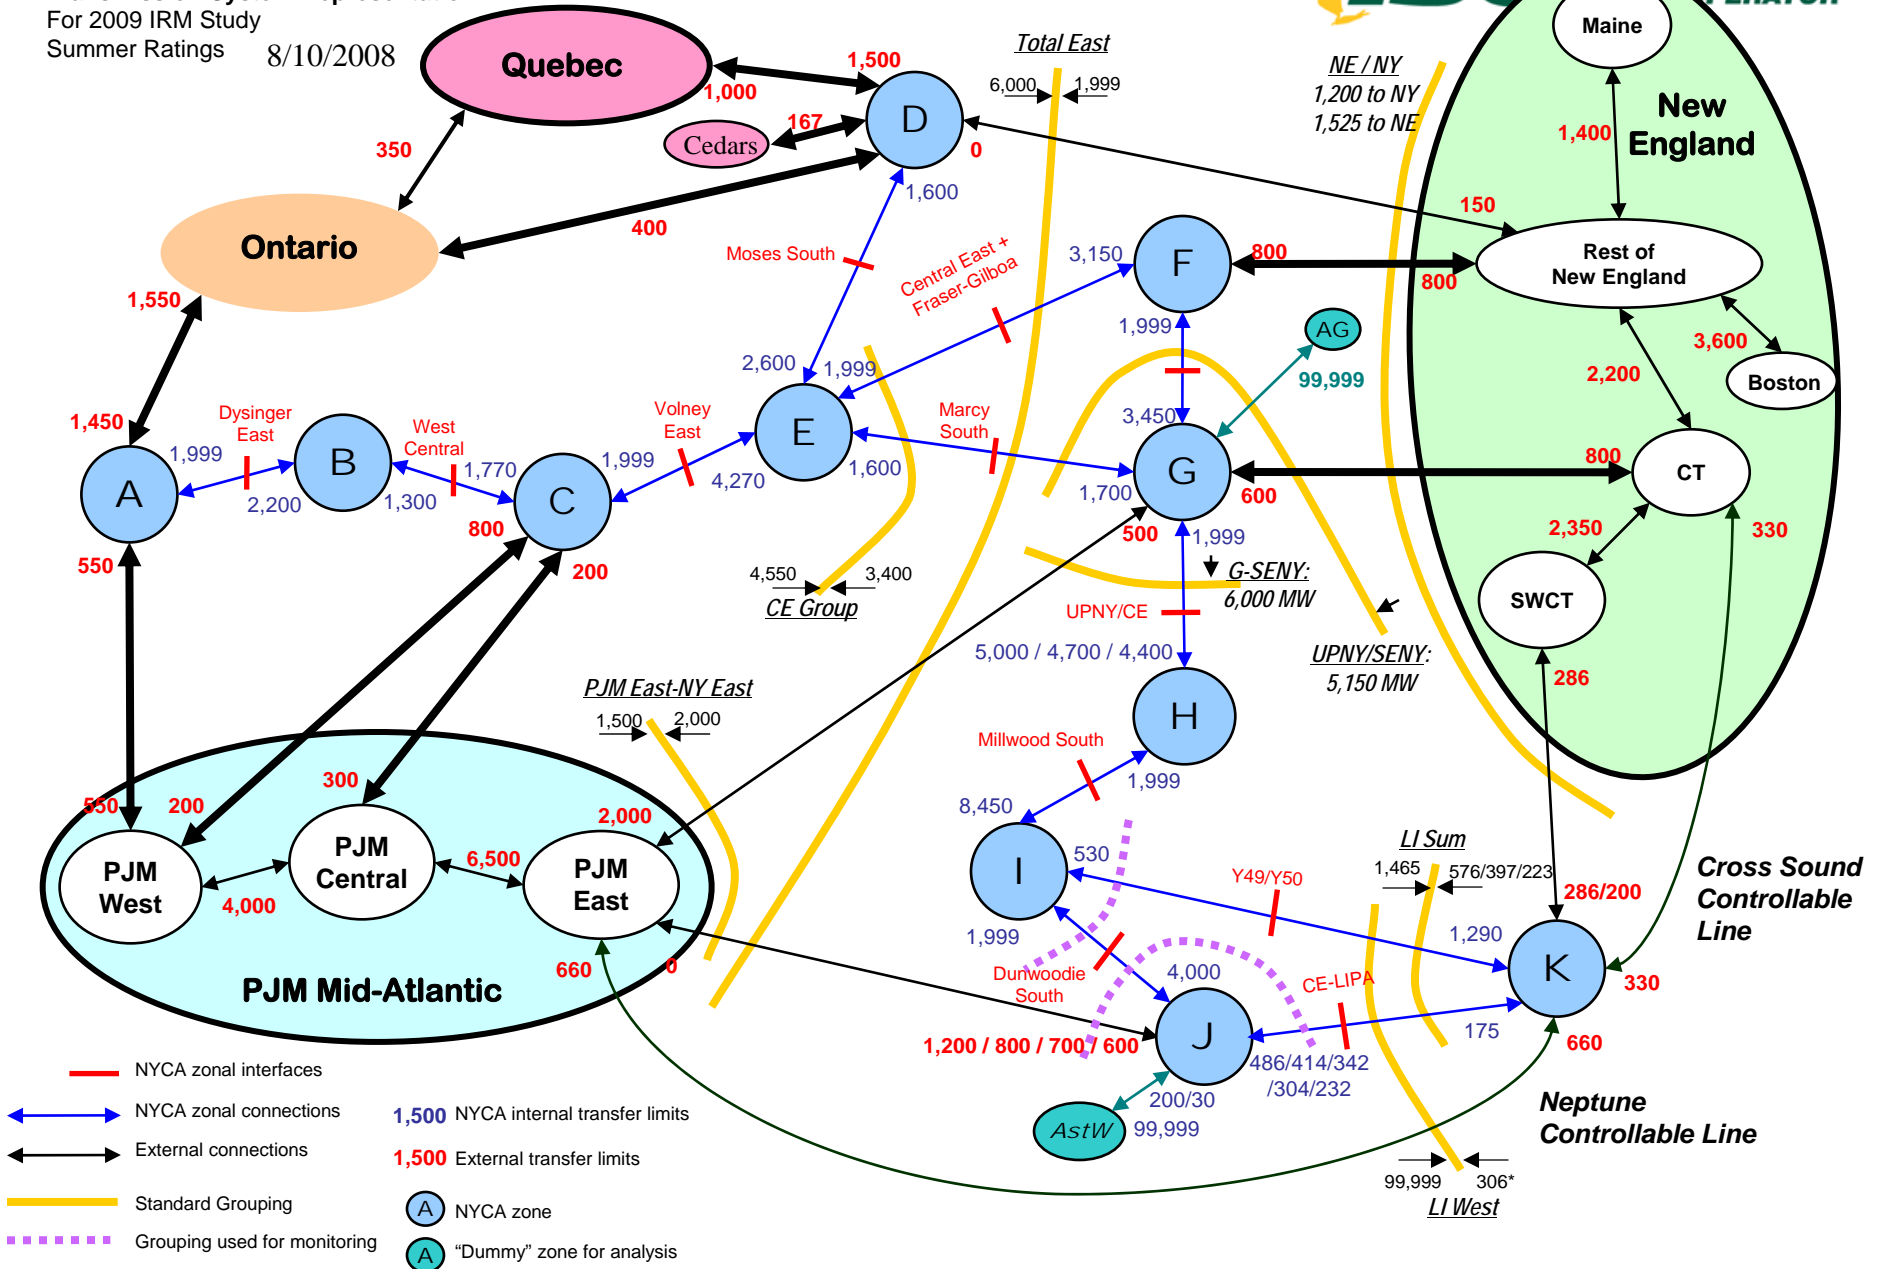 For 2009 IRM Study
Summer Ratings
8/10/2008
Quebec
1,500
1,000
Total East
6,000
1,999
NE / NY
1,200 to NY
1,525 to NE
Maine
New
England
1,400
D
167
Cedars
0
350
1,600
400
Ontario
150
Rest of
New England
Moses South
Central East +
Fraser-Gilboa
3,150
F
800
800
1,550
1,999
AG
99,999
3,600
Boston
2,200
2,600
1,999
1,450
Dysinger
East
West
Central
Volney
East
E
Marcy
South
3,450
A
1,999
2,200
B
1,770
1,300
C
1,999
4,270
1,600
G
1,700
800
600
CT
800
500
1,999
2,350
330
550
200
4,550
3,400
CE Group
G-SENY:
6,000 MW
SWCT
UPNY/CE
5,000 / 4,700 / 4,400
UPNY/SENY:
5,150 MW
286
PJM East-NY East
1,500
2,000
H
Millwood South
1,999
550
200
300
2,000
8,450
PJM
West
4,000
PJM
Central
6,500
PJM
East
LI Sum
1,465
576/397/223
I
530
Y49/Y50
286/200
Cross Sound
Controllable
Line
1,999
1,290
K
660
0
PJM Mid-Atlantic
Dunwoodie
South
4,000
CE-LIPA
330
1,200 / 800 / 700 / 600
J
486/414/342
/304/232
175
660
200/30
AstW
99,999
Neptune
Controllable Line
99,999
306*
LI West
NYCA zonal interfaces
NYCA zonal connections
1,500 NYCA internal transfer limits
External connections
1,500 External transfer limits
Standard Grouping
A NYCA zone
Grouping used for monitoring
A "Dummy" zone for analysis